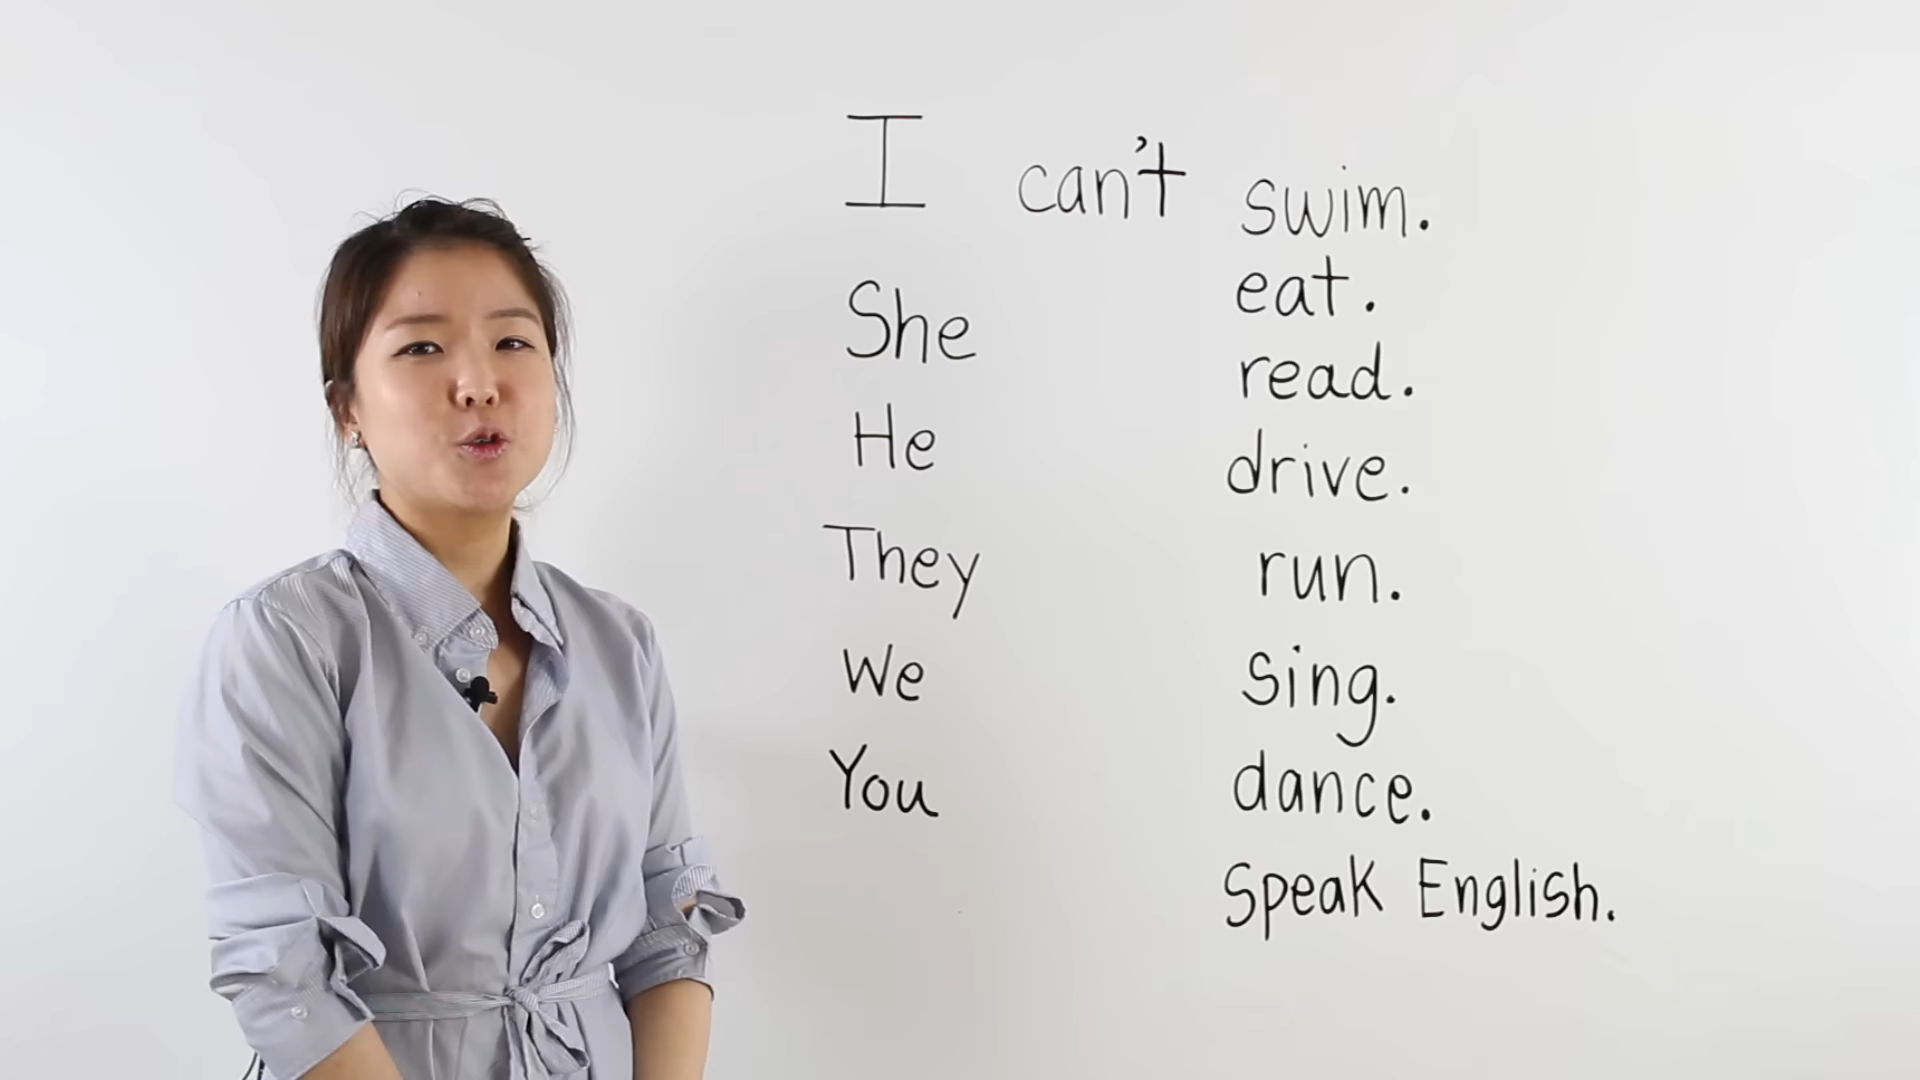 I can't swim.
She
eat.
read.
He
drive.
They
run.
We
sing.
You
dance.
Speak English.